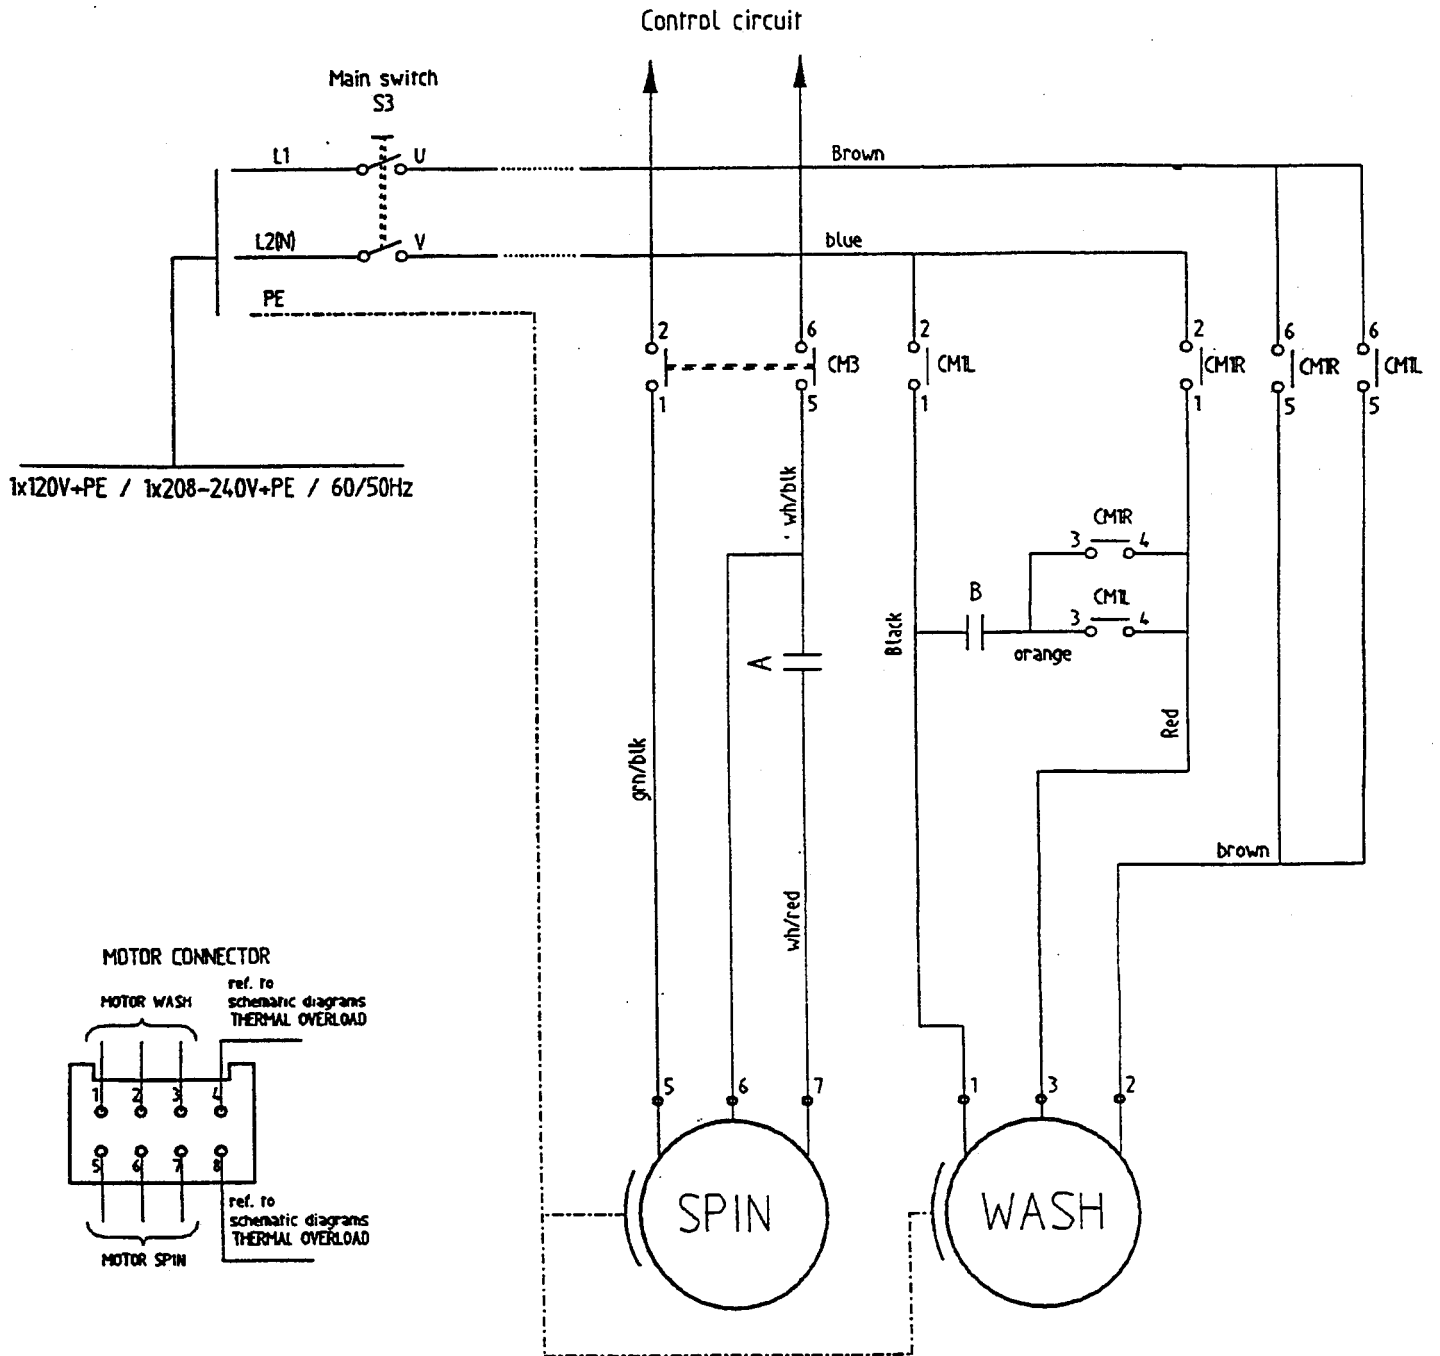 Control circuit
Main switch
S3
L1
U
Brown
L2(N)
V
blue
PE
2
6
2
2
6
6
CM3
CM1L
CM1R
CM1R
CM1L
1
5
1
1
5
5
1x120V+PE / 1x208-240V+PE / 60/50Hz
wh/blk
CM1R
3
4
B
CM1L
3
4
Black
orange
A
Red
grn/blk
brown
wh/red
MOTOR CONNECTOR
MOTOR WASH
ref. to
schematic diagrams
THERMAL OVERLOAD
1
2
3
4
5
6
7
8
ref. to
schematic diagrams
THERMAL OVERLOAD
MOTOR SPIN
5
6
7
1
3
2
SPIN
WASH